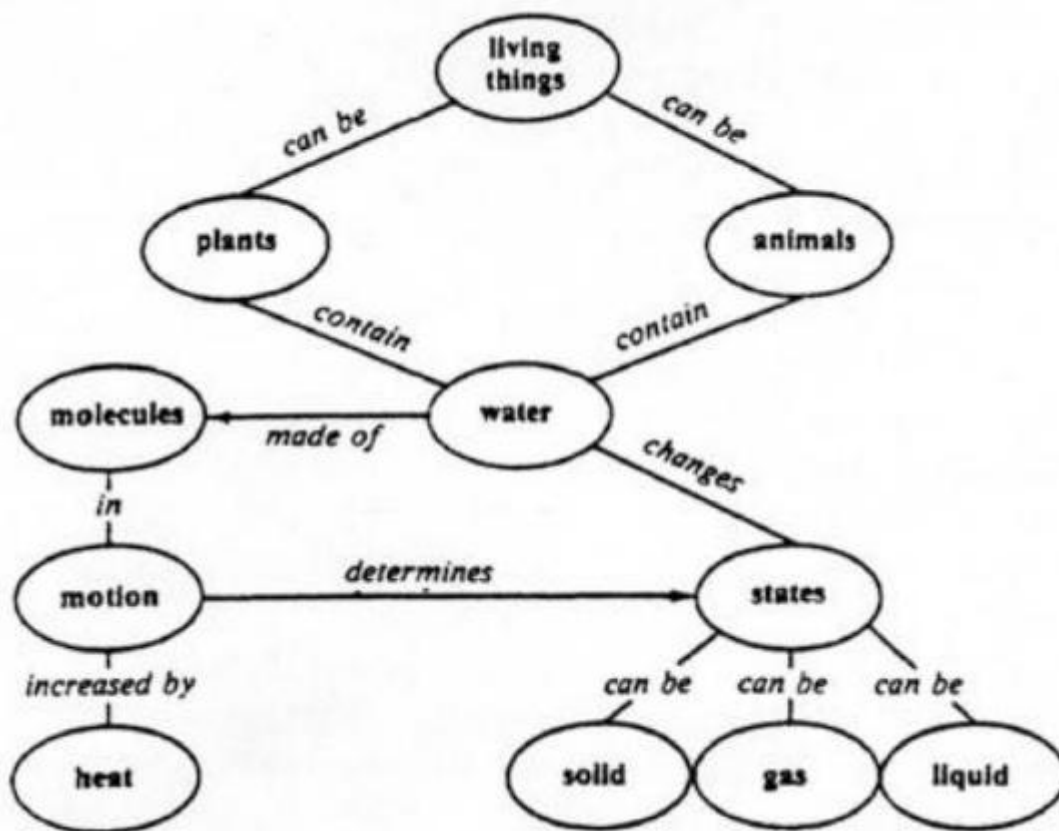 living
things
can be
can be
plants
animals
contain
contain
molecules
water
made of
changes
in
motion
determines
states
increased by
can be
can be
can be
heat
solid
gas
liquid